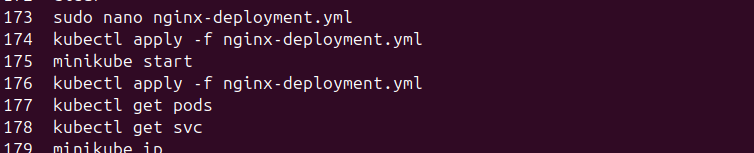 173 sudo nano nginx-deployment.yml
174 kubectl apply -f nginx-deployment.yml
175 minikube start
176 kubectl apply -f nginx-deployment.yml
177 kubectl get pods
178 kubectl get svc
179 minikube ip